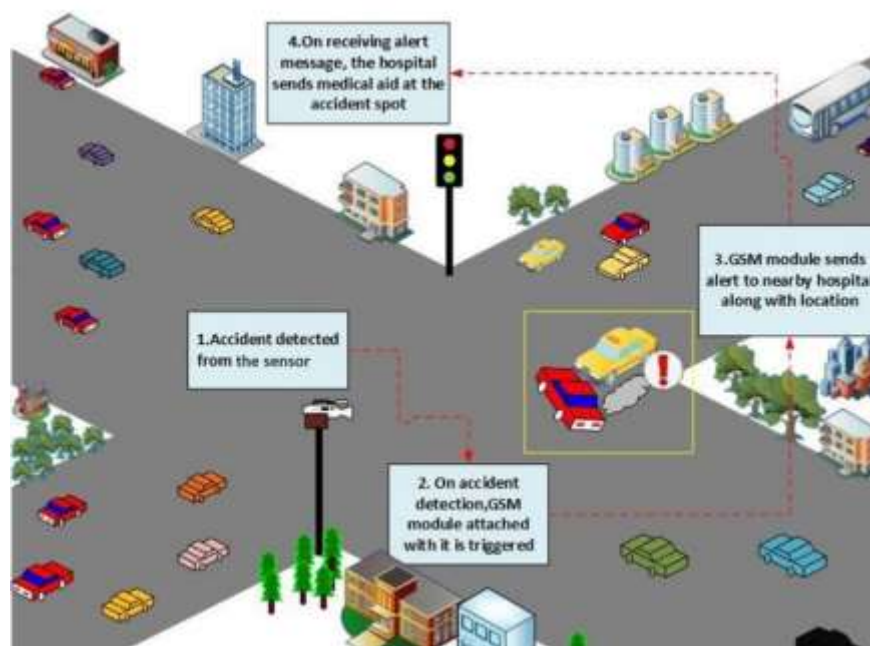 4.On receiving alert
message, the hospital
sends medical aid at the
accident spot
3.GSM module sends
alert to nearby hospital
along with location
1.Accident detected
from the sensor
2. On accident
detection,GSM
module attached
with it is triggered